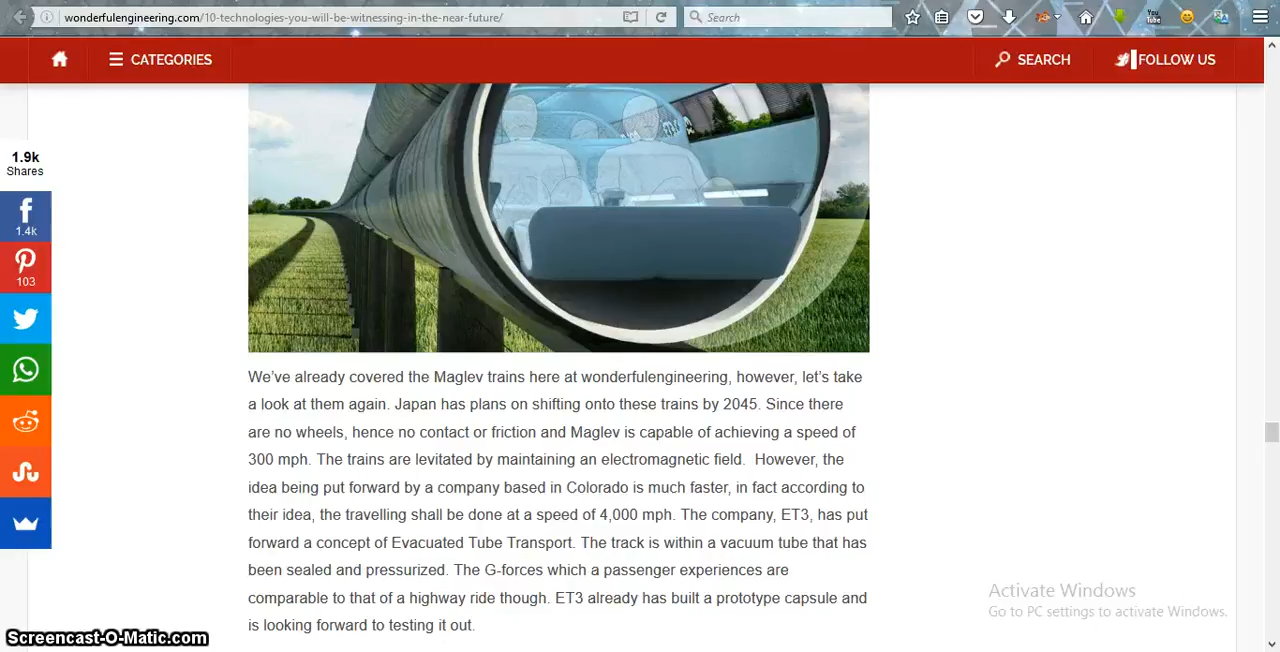 wonderfulengineering.com/10-technologies-you-will-be-witnessing-in-the-near-future/
Search
You Tube
CATEGORIES
SEARCH
FOLLOW US
1.9k
Shares
1.4k
103
We’ve already covered the Maglev trains here at wonderfulengineering, however, let’s take
a look at them again. Japan has plans on shifting onto these trains by 2045. Since there
are no wheels, hence no contact or friction and Maglev is capable of achieving a speed of
300 mph. The trains are levitated by maintaining an electromagnetic field.  However, the
idea being put forward by a company based in Colorado is much faster, in fact according to
their idea, the travelling shall be done at a speed of 4,000 mph. The company, ET3, has put
forward a concept of Evacuated Tube Transport. The track is within a vacuum tube that has
been sealed and pressurized. The G-forces which a passenger experiences are
comparable to that of a highway ride though. ET3 already has built a prototype capsule and
is looking forward to testing it out.
Activate Windows
Go to PC settings to activate Windows.
Screencast-O-Matic.com